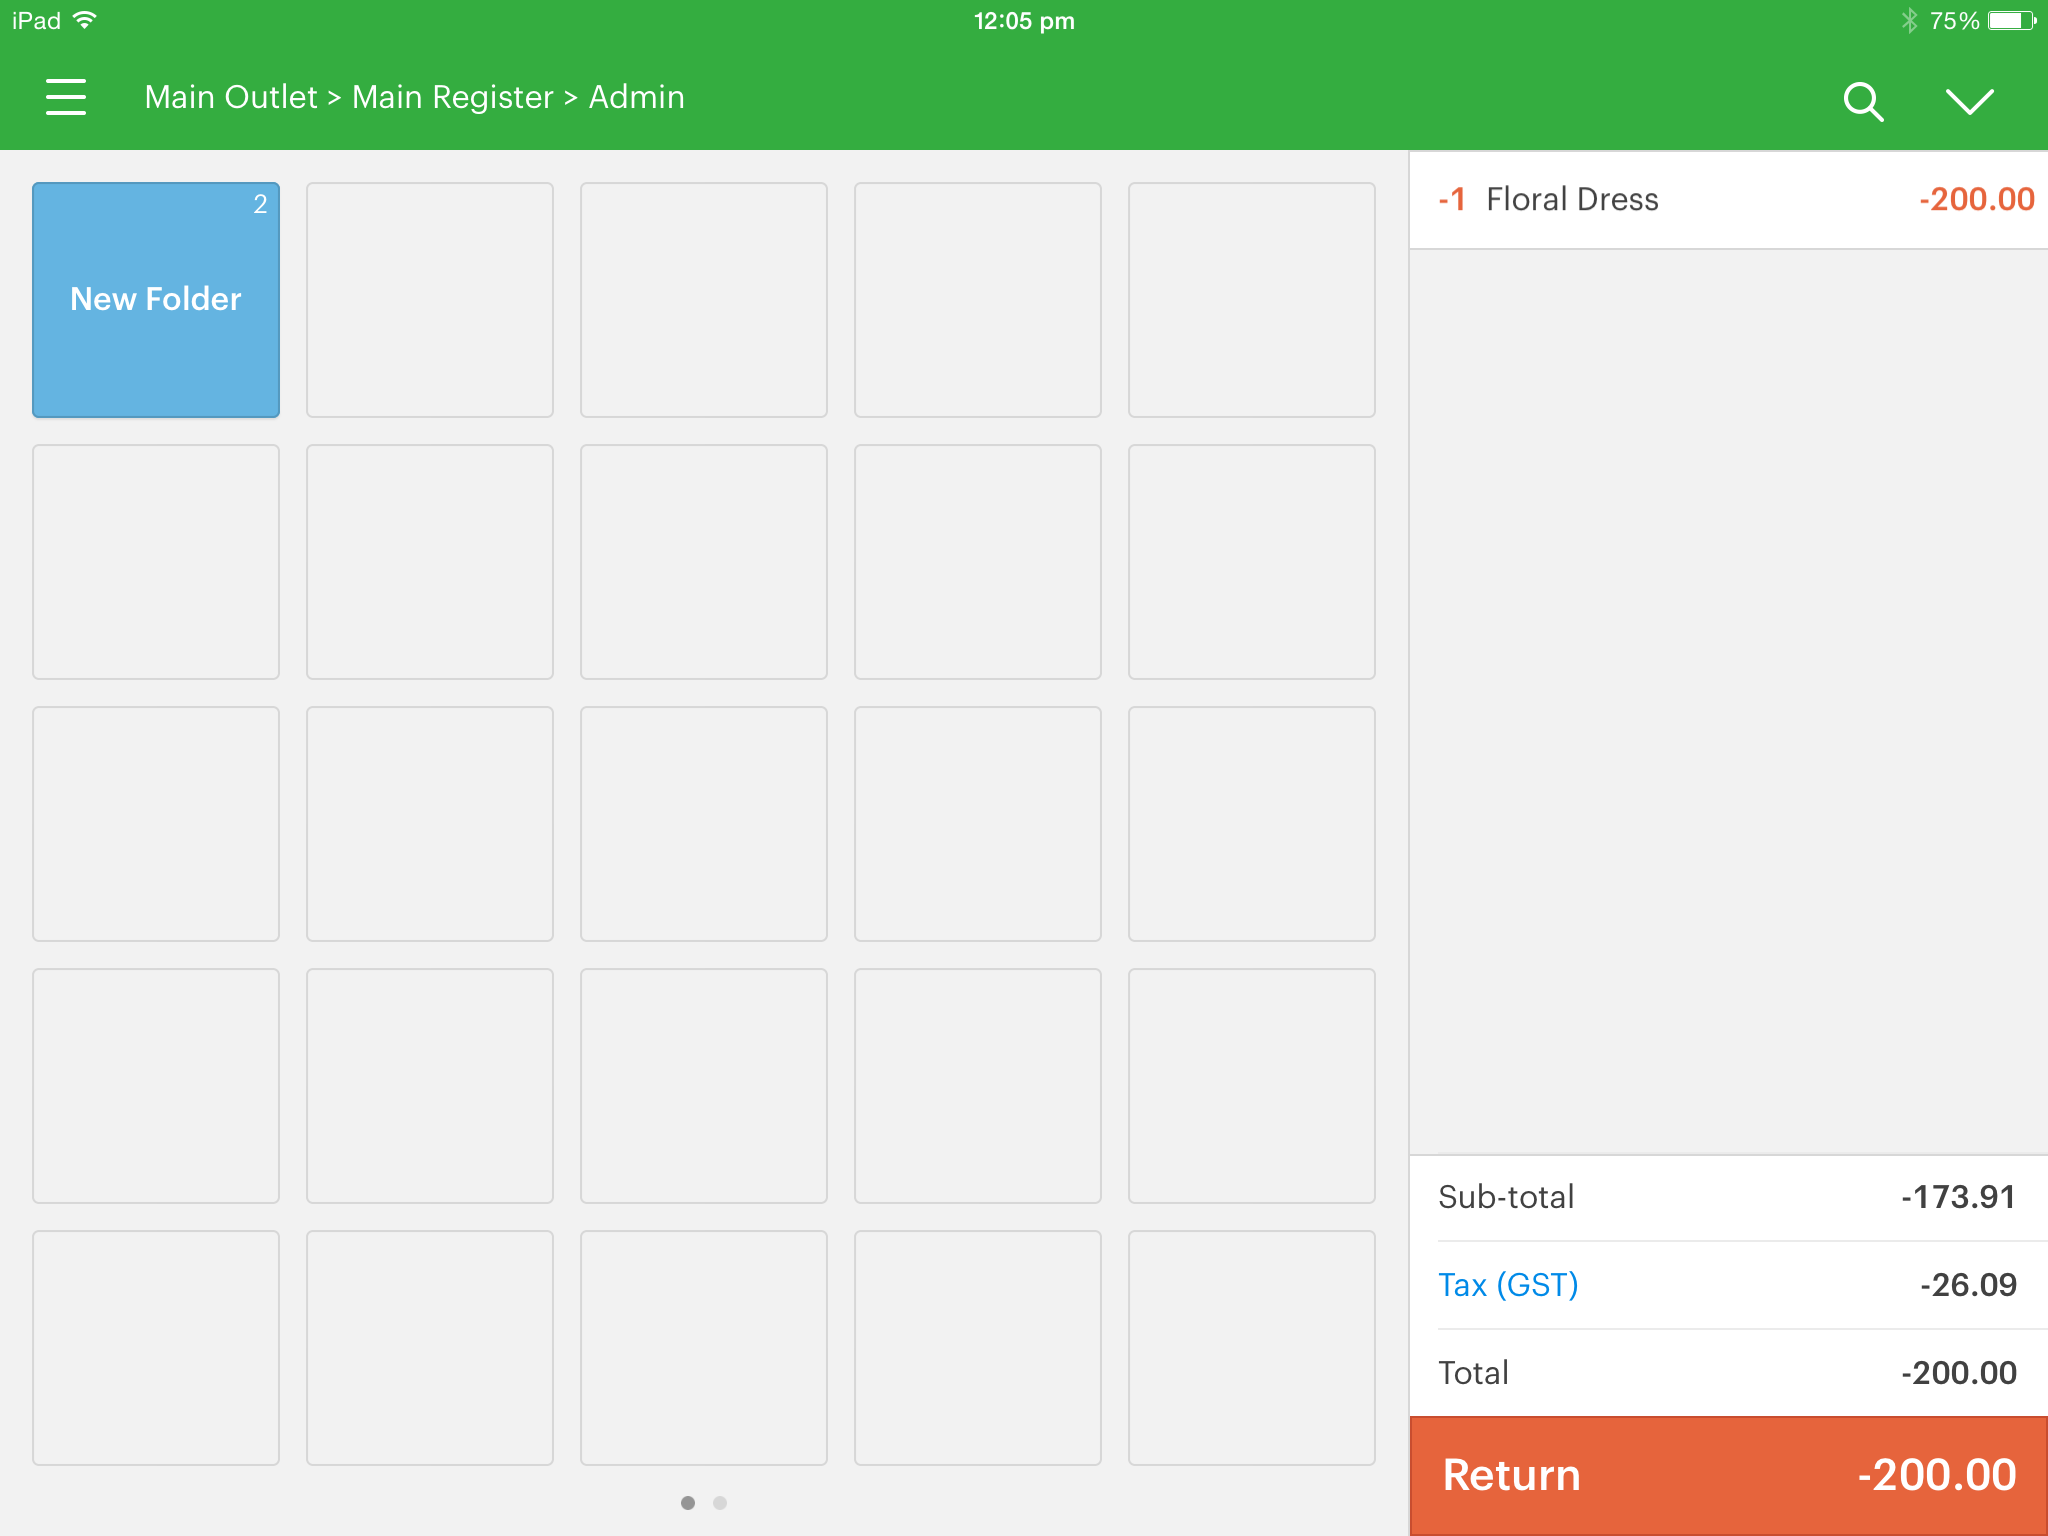 iPad 12:05 pm 75%
Main Outlet > Main Register > Admin
2
New Folder
-1 Floral Dress -200.00
Sub-total -173.91
Tax (GST) -26.09
Total -200.00
Return -200.00